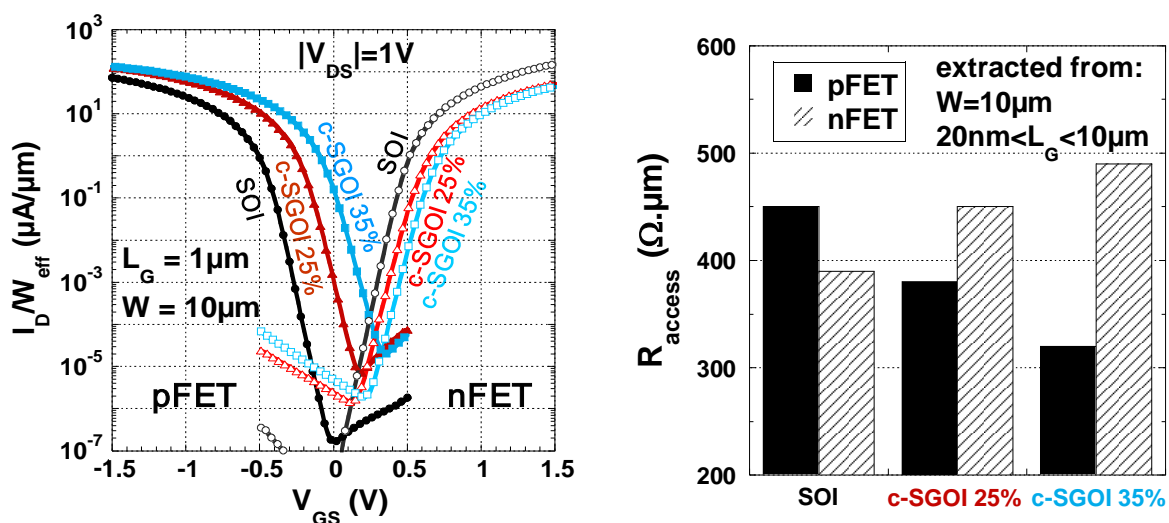 10³
10¹
10⁻¹
10⁻³
10⁻⁵
10⁻⁷
I_D/W_eff (µA/µm)
|V_DS|=1V
SOI
c-SGOI 25%
c-SGOI 35%
SOI
c-SGOI 25%
c-SGOI 35%
L_G = 1µm
W = 10µm
pFET
nFET
-1.5 -1 -0.5 0 0.5 1 1.5
V_GS (V)
600
500
400
300
200
R_access (Ω.µm)
pFET
nFET
extracted from:
W=10µm
20nm<L_G<10µm
SOI c-SGOI 25% c-SGOI 35%